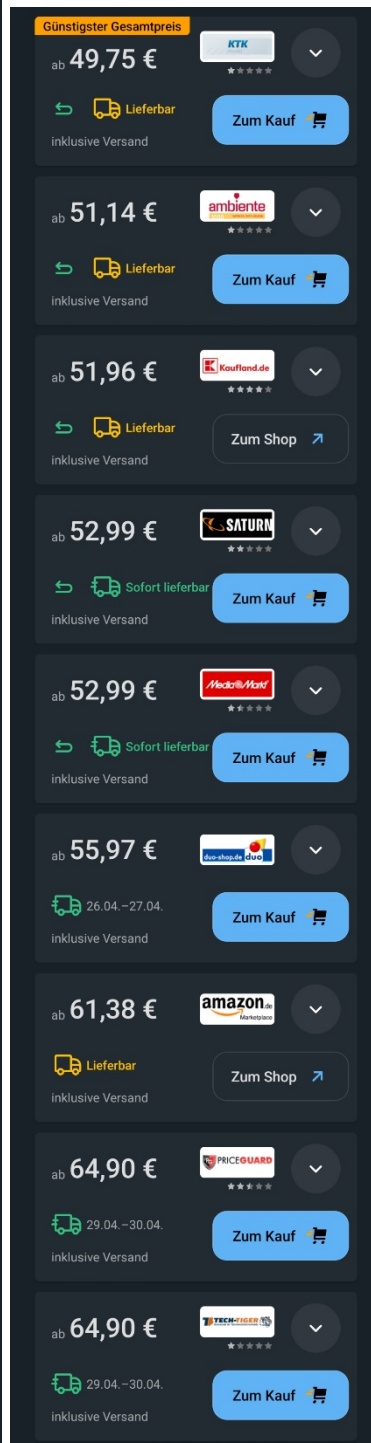 Günstigster Gesamtpreis
ab 49,75 €
KTK
Lieferbar
Zum Kauf
inklusive Versand
ab 51,14 €
ambiente
Lieferbar
Zum Kauf
inklusive Versand
ab 51,96 €
K Kaufland.de
Lieferbar
Zum Shop
inklusive Versand
ab 52,99 €
SATURN
Sofort lieferbar
Zum Kauf
inklusive Versand
ab 52,99 €
Media Markt
Sofort lieferbar
Zum Kauf
inklusive Versand
ab 55,97 €
duo-shop.de duo
26.04.–27.04.
Zum Kauf
inklusive Versand
ab 61,38 €
amazon.de
Marketplace
Lieferbar
Zum Shop
inklusive Versand
ab 64,90 €
PRICEGUARD
29.04.–30.04.
Zum Kauf
inklusive Versand
ab 64,90 €
TECH-TIGER
29.04.–30.04.
Zum Kauf
inklusive Versand